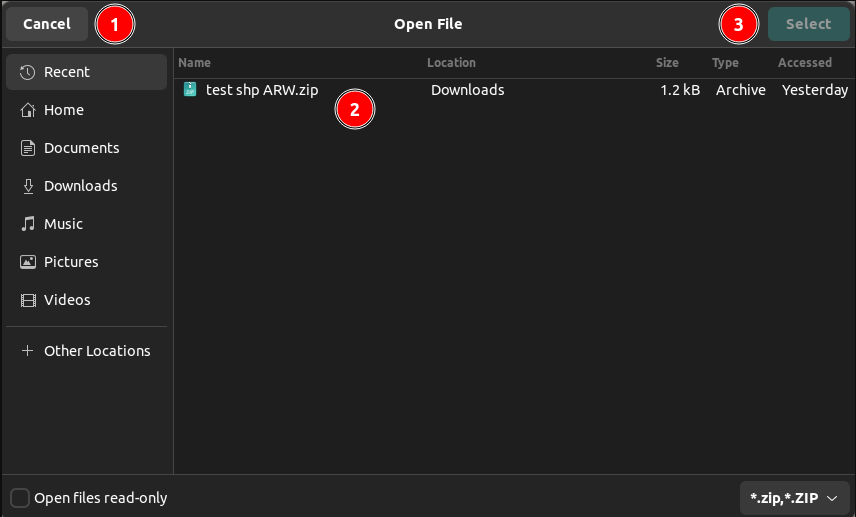 Cancel 1 Open File 3 Select
Recent
Home
Documents
Downloads
Music
Pictures
Videos
Other Locations
Name Location Size Type Accessed
ZIP test shp ARW.zip Downloads 1.2 kB Archive Yesterday
2
Open files read-only *.zip,*.ZIP